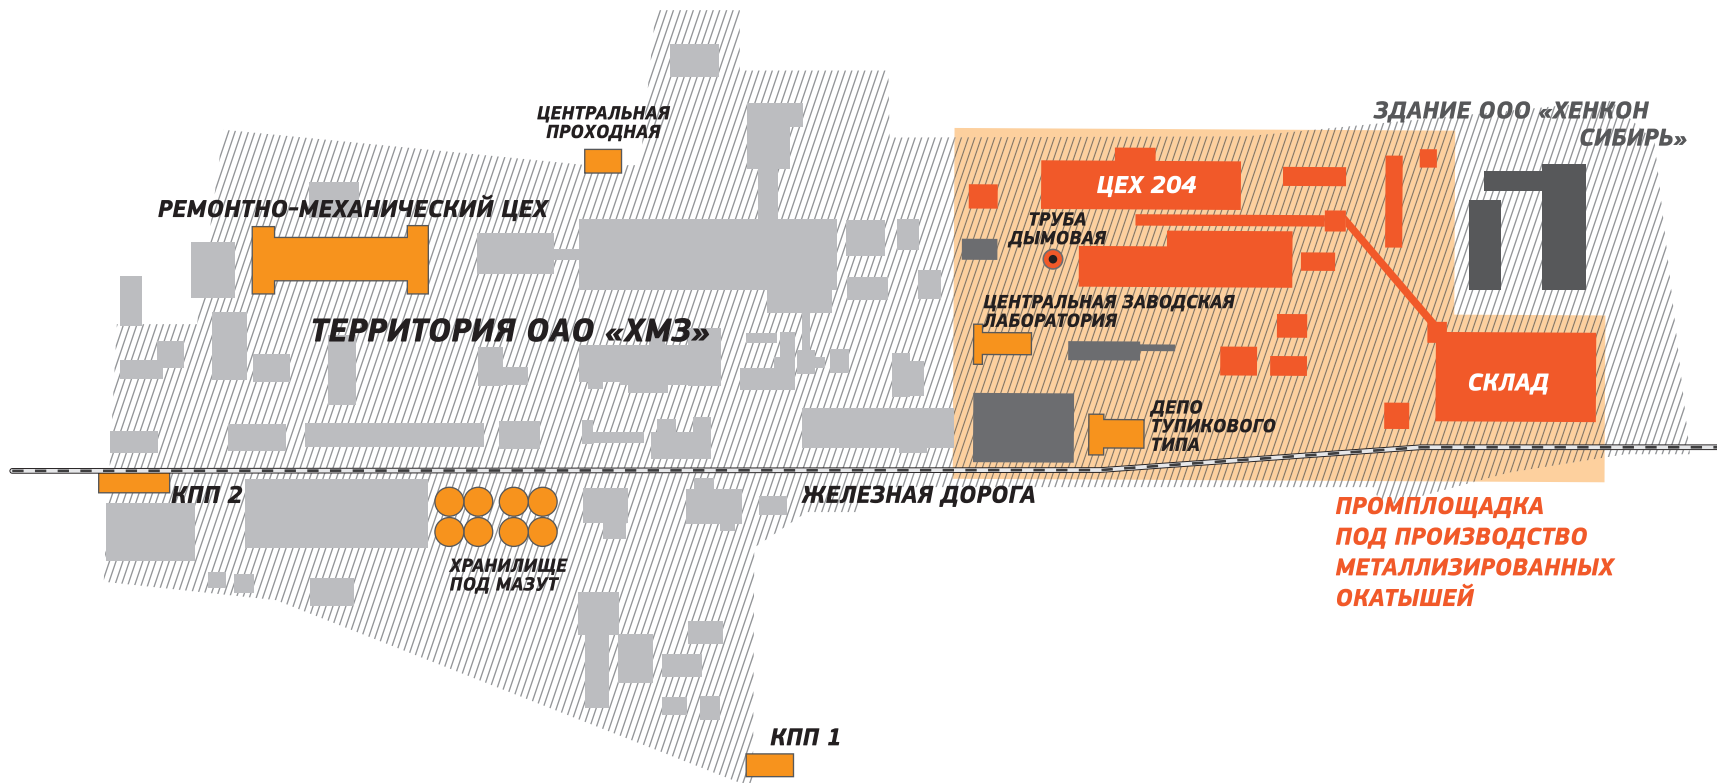 ЗДАНИЕ ООО «ХЕНКОН
СИБИРЬ»
ЦЕНТРАЛЬНАЯ
ПРОХОДНАЯ
РЕМОНТНО-МЕХАНИЧЕСКИЙ ЦЕХ
ЦЕХ 204
ТРУБА
ДЫМОВАЯ
ЦЕНТРАЛЬНАЯ ЗАВОДСКАЯ
ЛАБОРАТОРИЯ
ТЕРРИТОРИЯ ОАО «ХМЗ»
СКЛАД
ДЕПО
ТУПИКОВОГО
ТИПА
КПП 2
ЖЕЛЕЗНАЯ ДОРОГА
ПРОМПЛОЩАДКА
ПОД ПРОИЗВОДСТВО
МЕТАЛЛИЗИРОВАННЫХ
ОКАТЫШЕЙ
ХРАНИЛИЩЕ
ПОД МАЗУТ
КПП 1